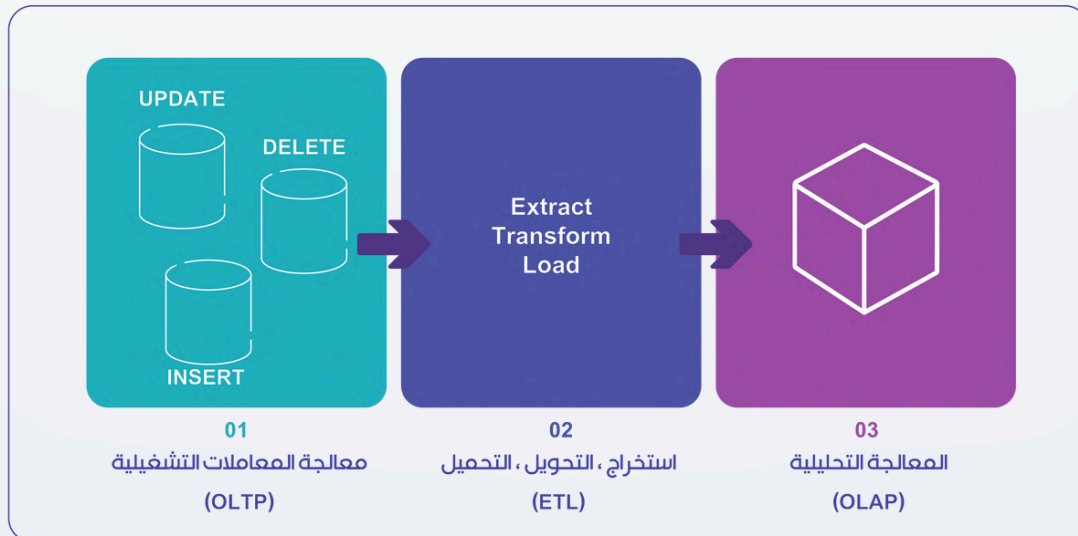 UPDATE
DELETE
INSERT
Extract
Transform
Load
01
معالجة المعاملات التشغيلية
(OLTP)
02
استخراج ، التحويل ، التحميل
(ETL)
03
المعالجة التحليلية
(OLAP)